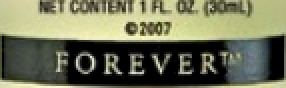 NET CONTENT 1 FL. OZ. (30mL)
©2007
FOREVER™